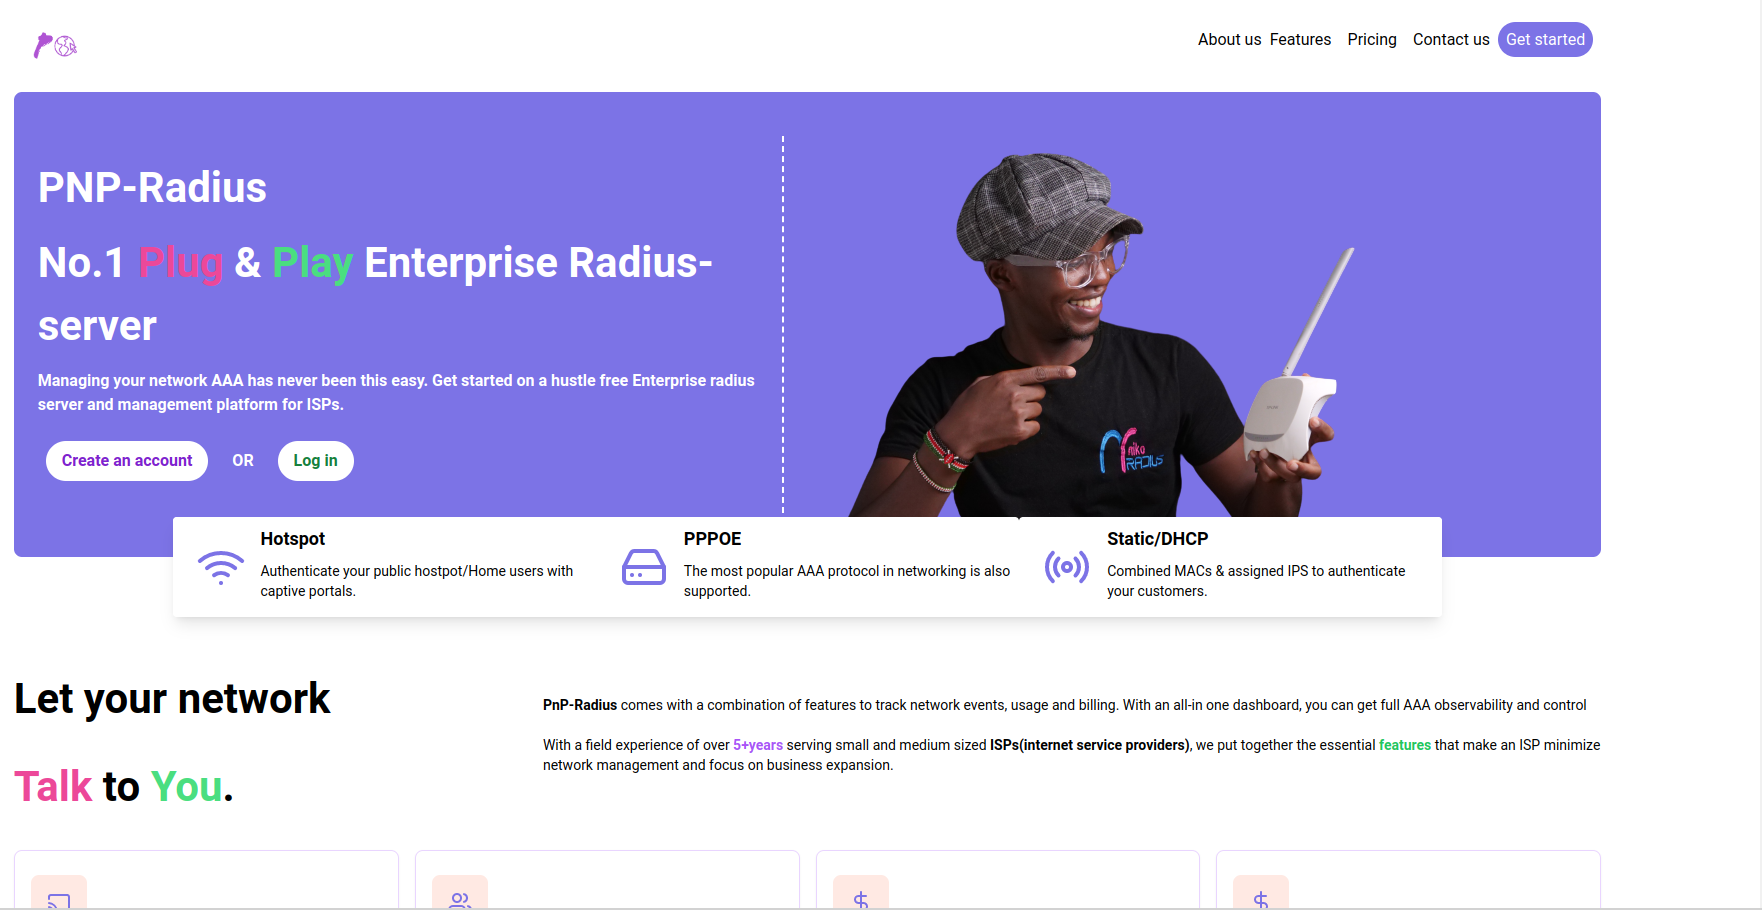 About us Features Pricing Contact us Get started
PNP-Radius
No.1 Plug & Play Enterprise Radius-
server
Managing your network AAA has never been this easy. Get started on a hustle free Enterprise radius
server and management platform for ISPs.
Create an account OR Log in
niko
RADIUS
Hotspot
Authenticate your public hostpot/Home users with
captive portals.
PPPOE
The most popular AAA protocol in networking is also
supported.
Static/DHCP
Combined MACs & assigned IPS to authenticate
your customers.
Let your network
Talk to You.
PnP-Radius comes with a combination of features to track network events, usage and billing. With an all-in one dashboard, you can get full AAA observability and control
With a field experience of over 5+years serving small and medium sized ISPs(internet service providers), we put together the essential features that make an ISP minimize
network management and focus on business expansion.